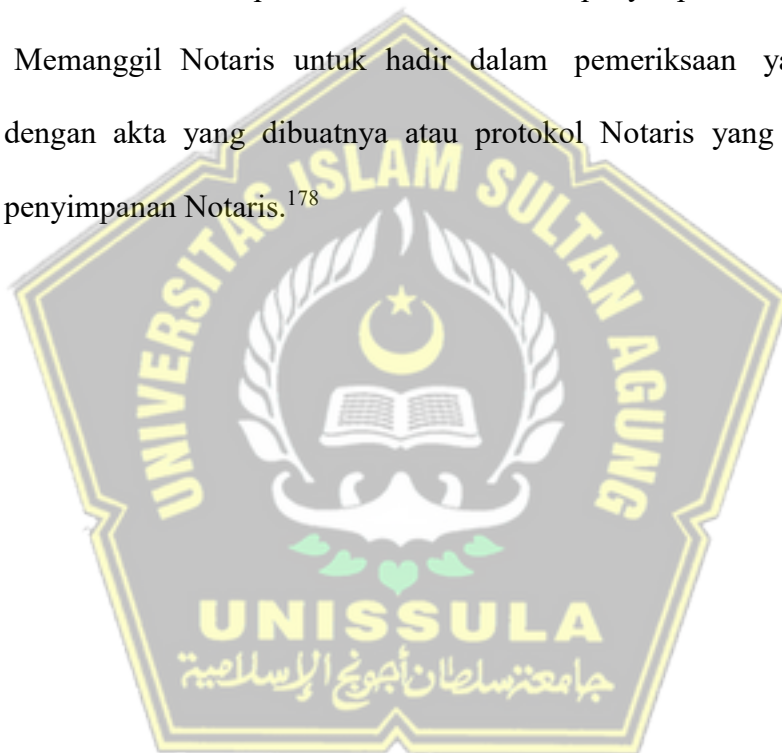 Memanggil Notaris untuk hadir dalam pemeriksaan
dengan akta yang dibuatnya atau protokol Notaris yang
penyimpanan Notaris.178
UNIVERSITAS ISLAM SULTAN AGUNG
UNISSULA
جامعة سلطان أجونج الإسلامية